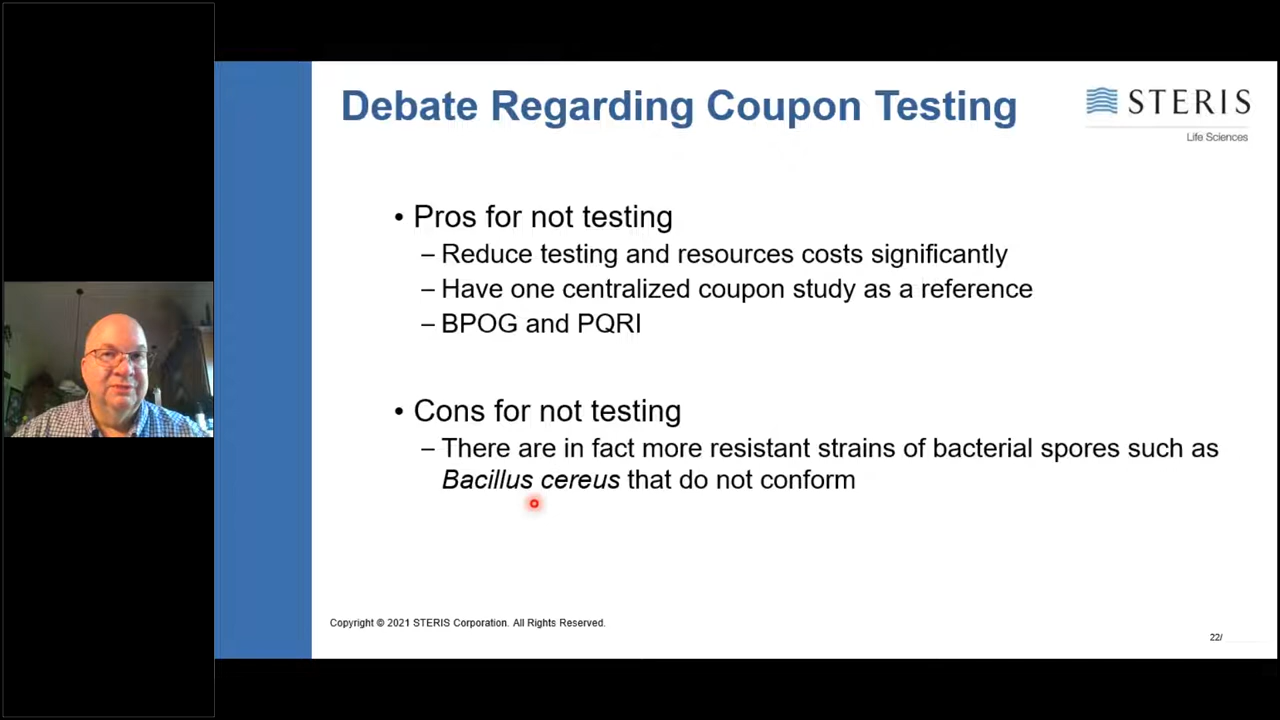 Debate Regarding Coupon Testing
STERIS
Life Sciences
• Pros for not testing
– Reduce testing and resources costs significantly
– Have one centralized coupon study as a reference
– BPOG and PQRI
• Cons for not testing
– There are in fact more resistant strains of bacterial spores such as
Bacillus cereus that do not conform
Copyright © 2021 STERIS Corporation. All Rights Reserved.
22/